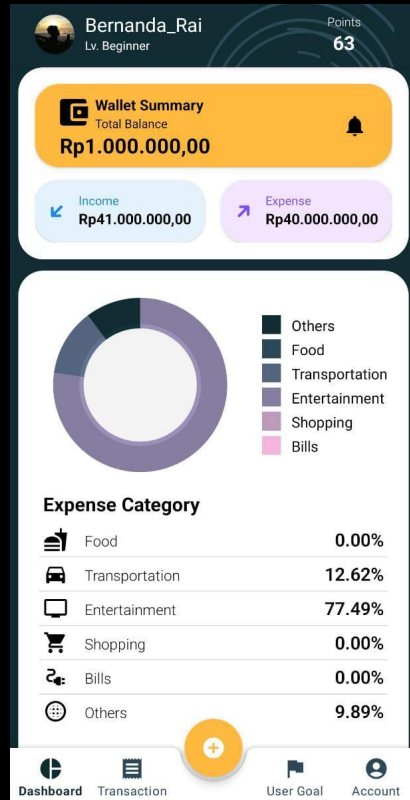 Bernanda_Rai
Lv. Beginner
Points
63
Wallet Summary
Total Balance
Rp1.000.000,00
Income
Rp41.000.000,00
Expense
Rp40.000.000,00
Others
Food
Transportation
Entertainment
Shopping
Bills
Expense Category
Food 0.00%
Transportation 12.62%
Entertainment 77.49%
Shopping 0.00%
Bills 0.00%
Others 9.89%
Dashboard Transaction User Goal Account